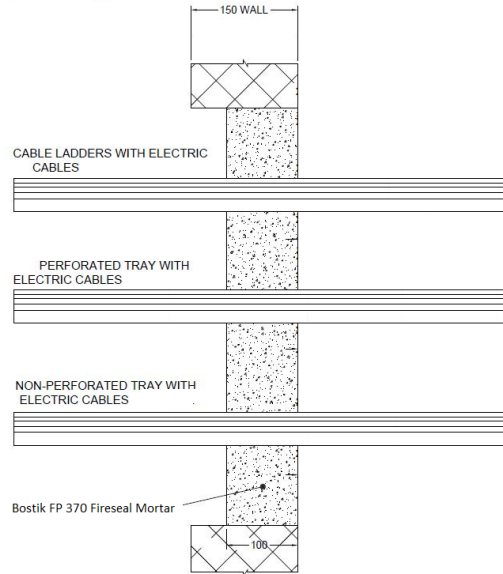 150 WALL
CABLE LADDERS WITH ELECTRIC
CABLES
PERFORATED TRAY WITH
ELECTRIC CABLES
NON-PERFORATED TRAY WITH
ELECTRIC CABLES
Bostik FP 370 Fireseal Mortar
100